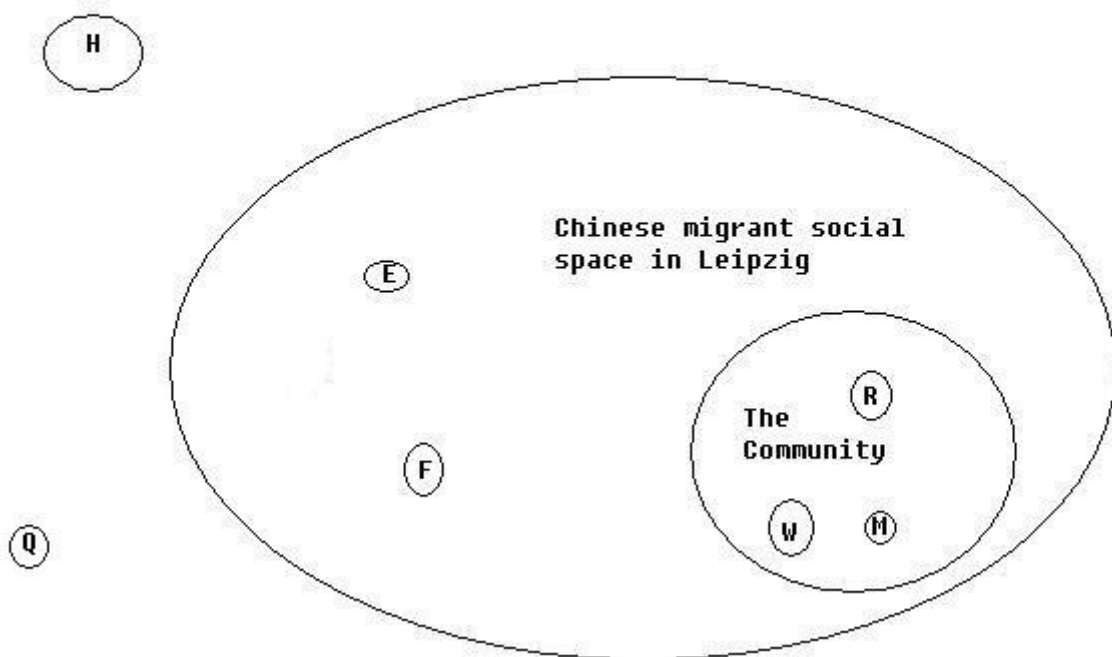 H
Chinese migrant social
space in Leipzig
E
R
The
Community
F
W
M
Q